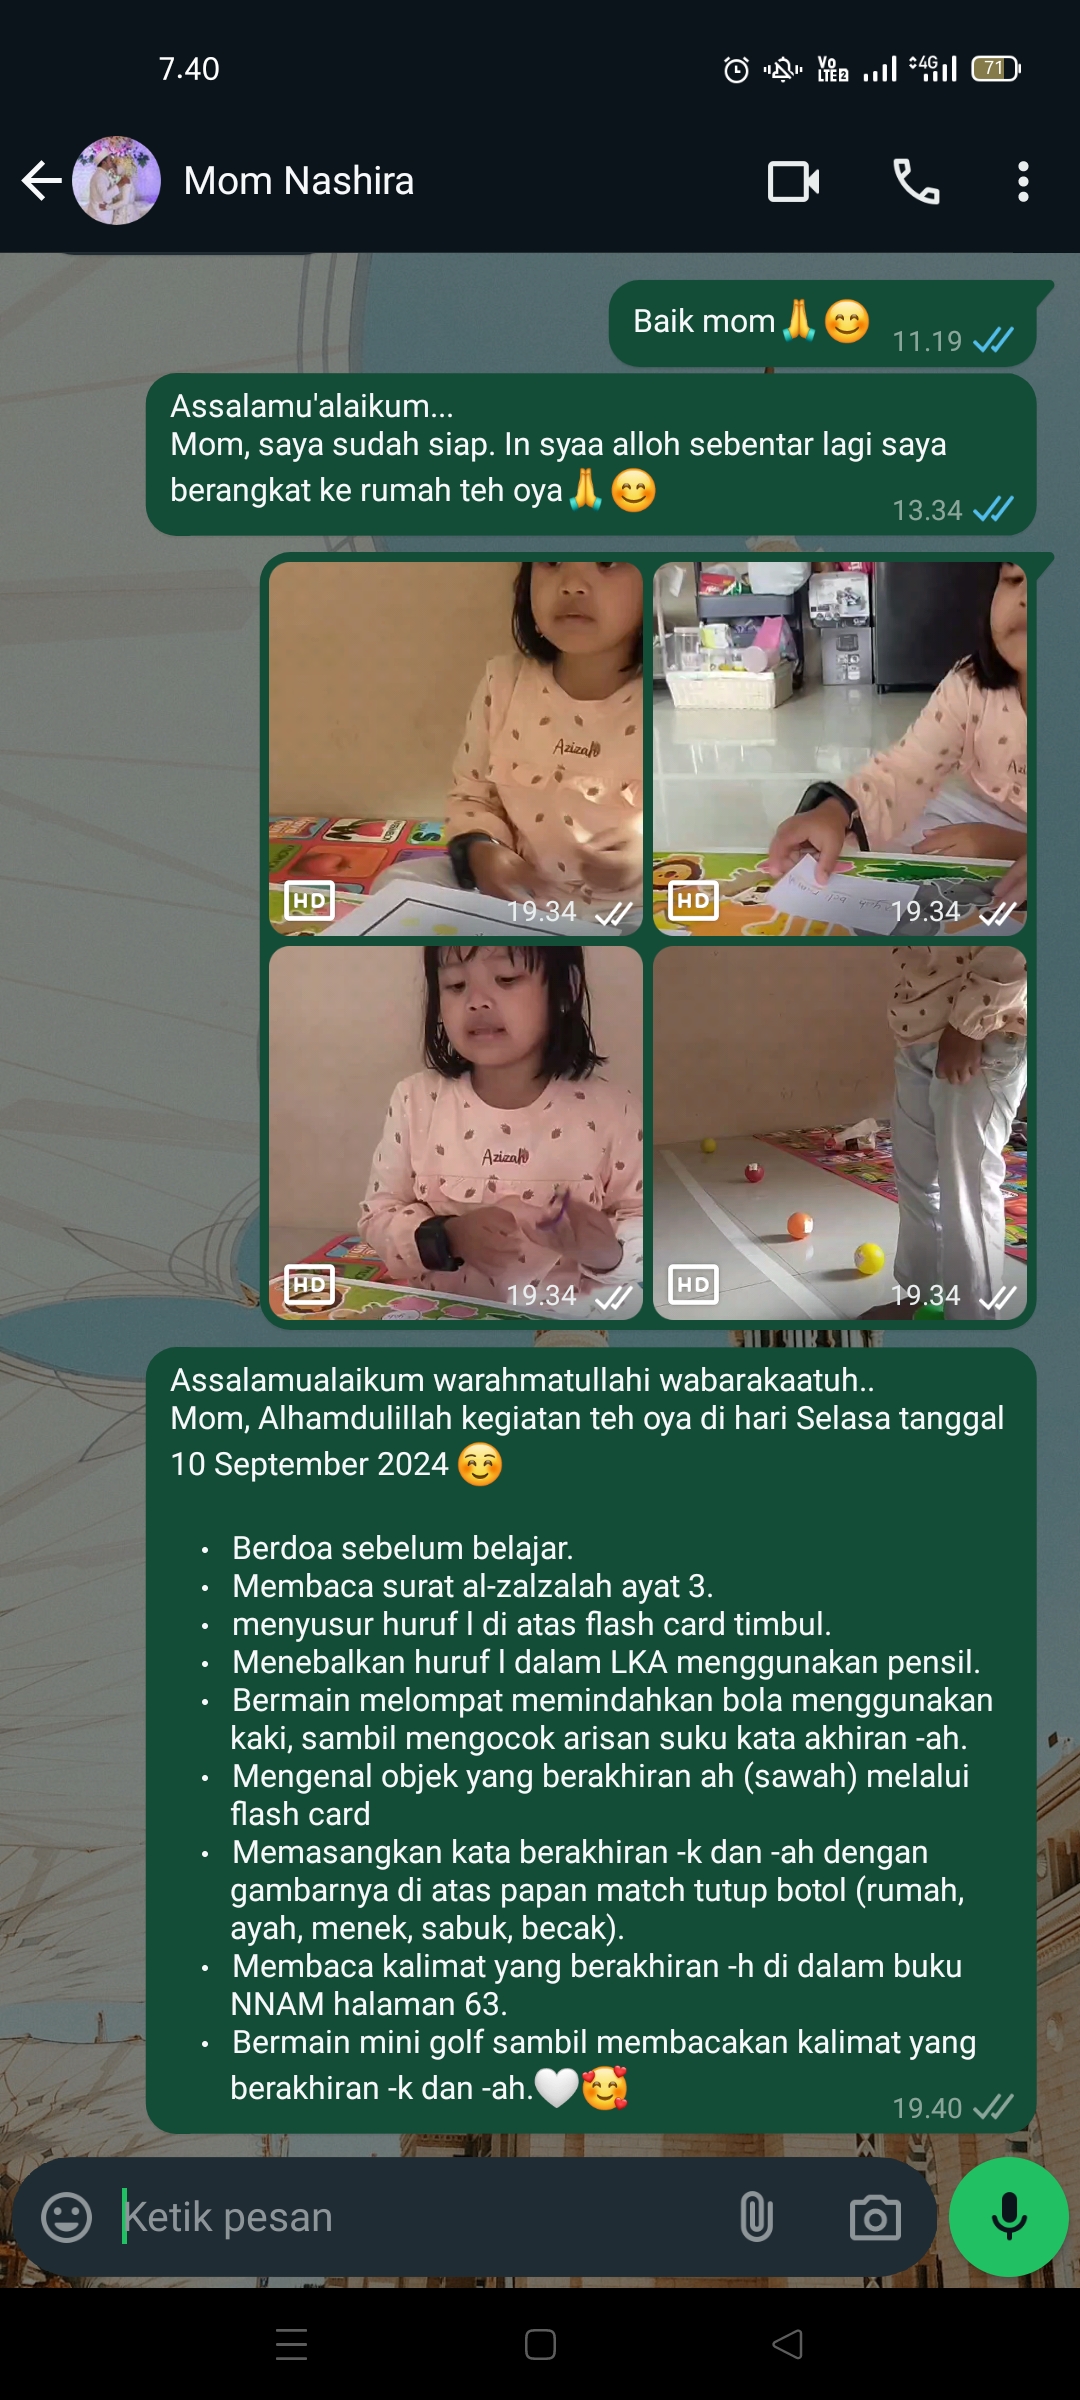 7.40
Vo
LTE2
4G
71
Mom Nashira
Baik mom🙏😊
11.19
Assalamu'alaikum...
Mom, saya sudah siap. In syaa alloh sebentar lagi saya
berangkat ke rumah teh oya🙏😊
13.34
Azizah
HD
19.34
HD
19.34
Azizah
HD
19.34
HD
19.34
Assalamualaikum warahmatullahi wabarakaatuh..
Mom, Alhamdulillah kegiatan teh oya di hari Selasa tanggal
10 September 2024 ☺️
• Berdoa sebelum belajar.
• Membaca surat al-zalzalah ayat 3.
• menyusur huruf l di atas flash card timbul.
• Menebalkan huruf l dalam LKA menggunakan pensil.
• Bermain melompat memindahkan bola menggunakan
kaki, sambil mengocok arisan suku kata akhiran -ah.
• Mengenal objek yang berakhiran ah (sawah) melalui
flash card
• Memasangkan kata berakhiran -k dan -ah dengan
gambarnya di atas papan match tutup botol (rumah,
ayah, menek, sabuk, becak).
• Membaca kalimat yang berakhiran -h di dalam buku
NNAM halaman 63.
• Bermain mini golf sambil membacakan kalimat yang
berakhiran -k dan -ah.🤍🥰
19.40
Ketik pesan